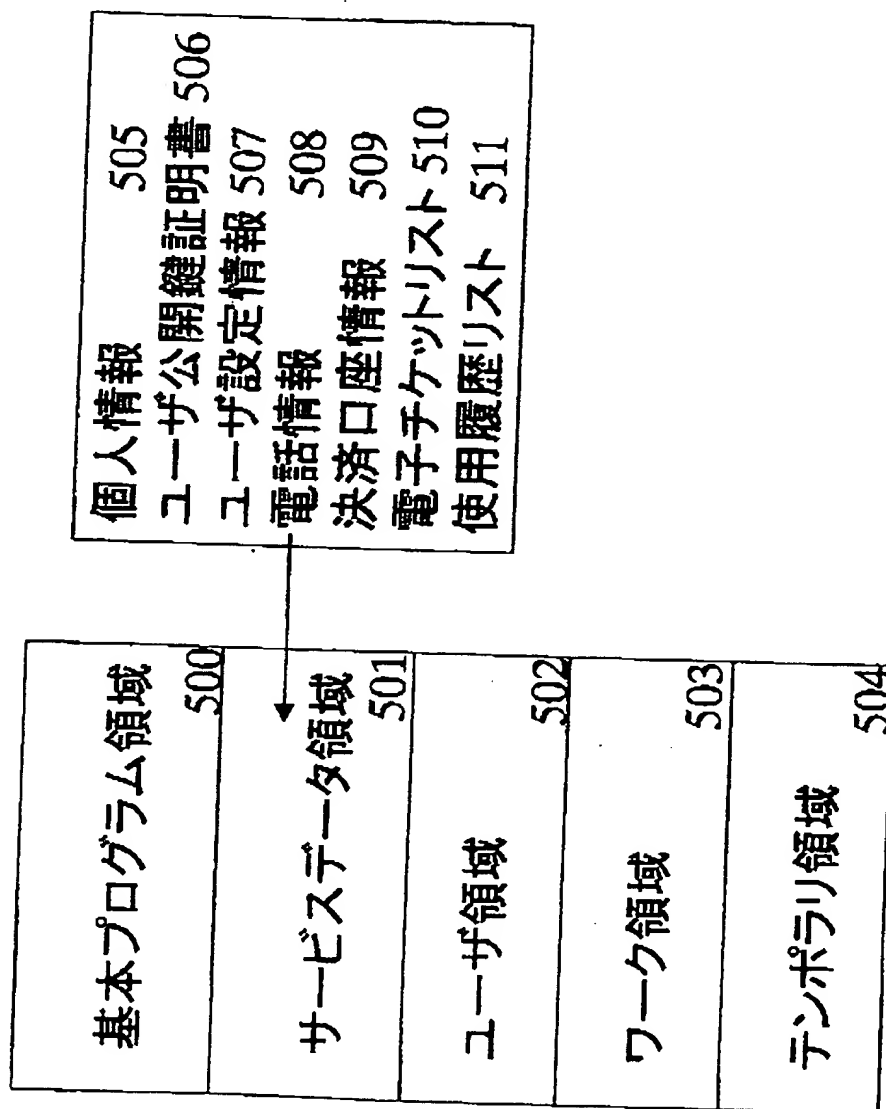 個人情報 505
ユーザ公開鍵証明書 506
ユーザ設定情報 507
電話情報 508
決済口座情報 509
電子チケットリスト 510
使用履歴リスト 511
基本プログラム領域
500
サービスデータ領域
501
ユーザ領域
502
ワーク領域
503
テンポラリ領域
504